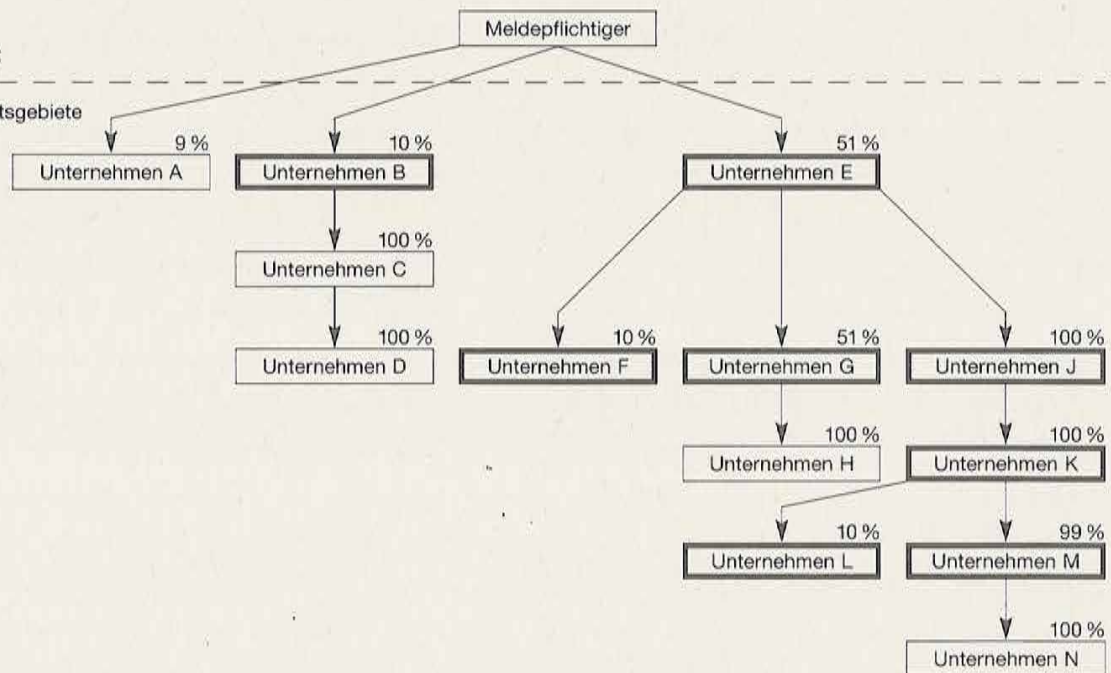 Meldepflichtiger
tsgebiete
9 %
10 %
51 %
Unternehmen A
Unternehmen B
Unternehmen E
100 %
Unternehmen C
100 %
10 %
51 %
100 %
Unternehmen D
Unternehmen F
Unternehmen G
Unternehmen J
100 %
100 %
Unternehmen H
Unternehmen K
10 %
99 %
Unternehmen L
Unternehmen M
100 %
Unternehmen N